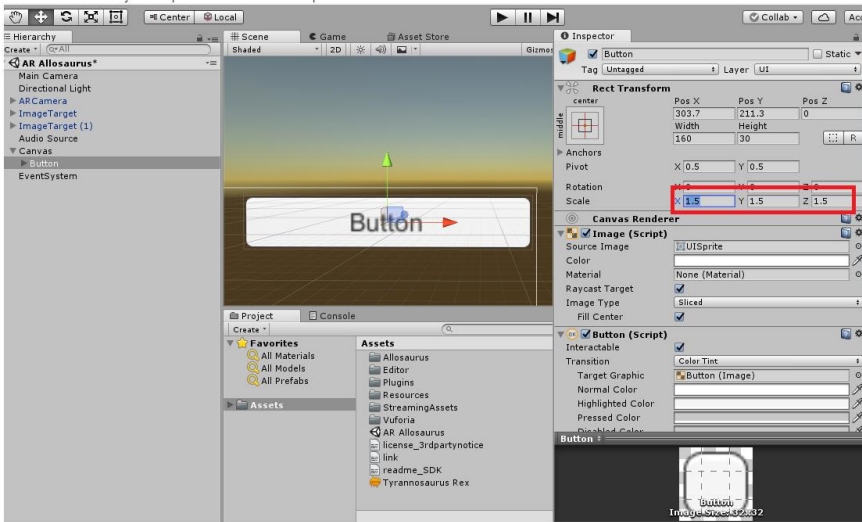 Center Local
Collab
Hierarchy
Create All
AR Allosaurus*
Main Camera
Directional Light
ARCamera
ImageTarget
ImageTarget (1)
Audio Source
Canvas
Button
EventSystem
Scene Game Asset Store
Shaded 2D Gizmos
Button
Project Console
Create
Favorites
All Materials
All Models
All Prefabs
Assets
Assets
Allosaurus
Editor
Plugins
Resources
StreamingAssets
Vuforia
AR Allosaurus
license_3rdpartynotice
link
readme_SDK
Tyrannosaurus Rex
Inspector
Button Static
Tag Untagged Layer UI
Rect Transform
center Pos X Pos Y Pos Z
middle 303.7 211.3 0
Width Height
160 30 R
Anchors
Pivot X 0.5 Y 0.5
Rotation
Scale X 1.5 Y 1.5 Z 1.5
Canvas Renderer
Image (Script)
Source Image UISprite
Color
Material None (Material)
Raycast Target
Image Type Sliced
Fill Center
Button (Script)
Interactable
Transition Color Tint
Target Graphic Button (Image)
Normal Color
Highlighted Color
Pressed Color
Disabled Color
Button
Button
Image Size: 32x32